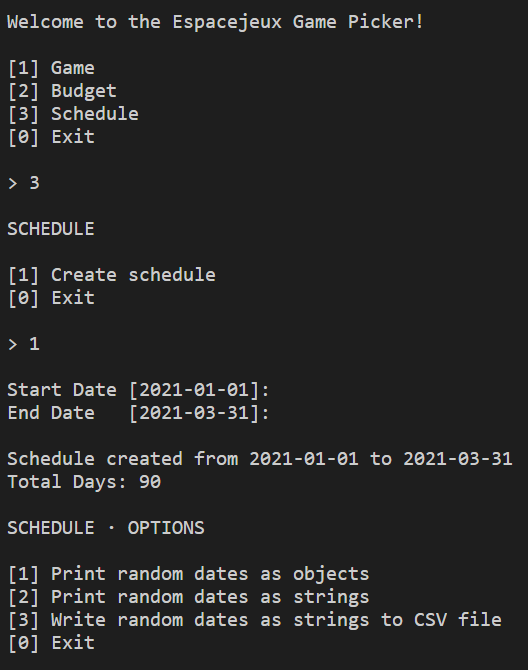 Welcome to the Espacejeux Game Picker!
[1] Game
[2] Budget
[3] Schedule
[0] Exit
> 3
SCHEDULE
[1] Create schedule
[0] Exit
> 1
Start Date [2021-01-01]:
End Date   [2021-03-31]:
Schedule created from 2021-01-01 to 2021-03-31
Total Days: 90
SCHEDULE · OPTIONS
[1] Print random dates as objects
[2] Print random dates as strings
[3] Write random dates as strings to CSV file
[0] Exit